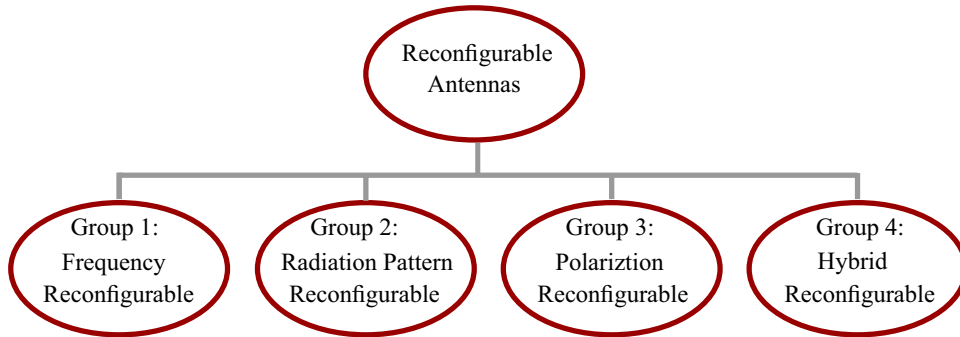 Reconfigurable
Antennas
Group 1:
Frequency
Reconfigurable
Group 2:
Radiation Pattern
Reconfigurable
Group 3:
Polariztion
Reconfigurable
Group 4:
Hybrid
Reconfigurable